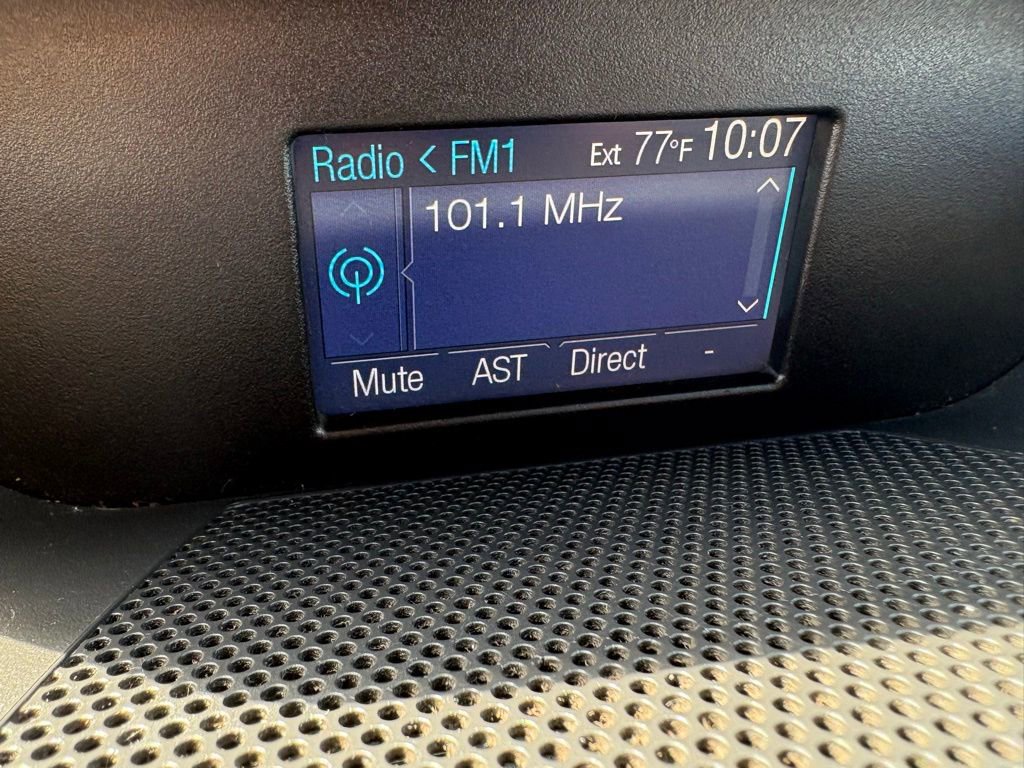 Radio < FM1 Ext 77°F 10:07
101.1 MHz
Mute AST Direct -